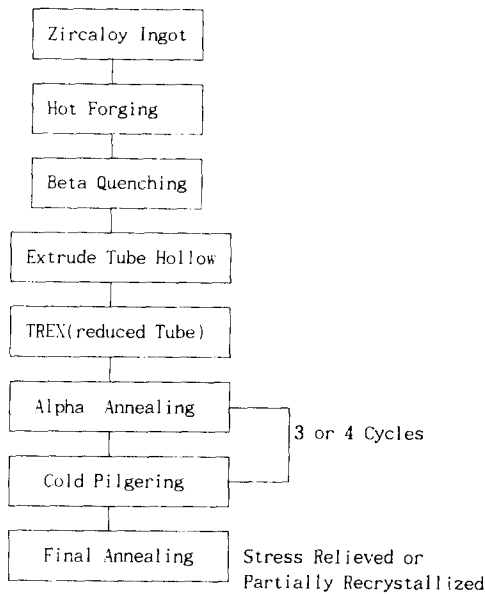 Zircaloy Ingot
Hot Forging
Beta Quenching
Extrude Tube Hollow
TREX(reduced Tube)
Alpha Annealing
3 or 4 Cycles
Cold Pilgering
Final Annealing
Stress Relieved or
Partially Recrystallized